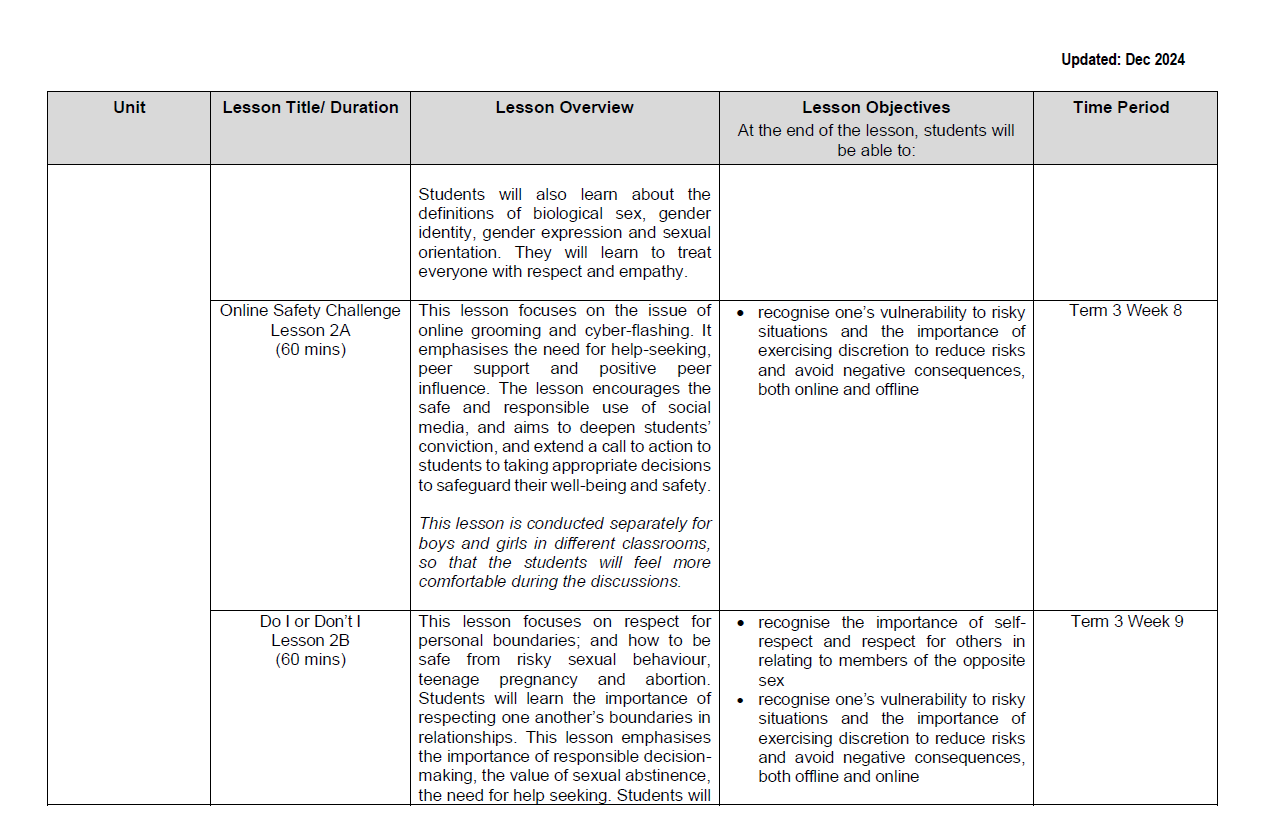 Updated: Dec 2024
Unit
Lesson Title/ Duration
Lesson Overview
Lesson Objectives
At the end of the lesson, students will
be able to:
Time Period
Students will also learn about the
definitions of biological sex, gender
identity, gender expression and sexual
orientation. They will learn to treat
everyone with respect and empathy.
Online Safety Challenge
Lesson 2A
(60 mins)
This lesson focuses on the issue of
online grooming and cyber-flashing. It
emphasises the need for help-seeking,
peer support and positive peer
influence. The lesson encourages the
safe and responsible use of social
media, and aims to deepen students’
conviction, and extend a call to action to
students to taking appropriate decisions
to safeguard their well-being and safety.
This lesson is conducted separately for
boys and girls in different classrooms,
so that the students will feel more
comfortable during the discussions.
• recognise one’s vulnerability to risky
situations and the importance of
exercising discretion to reduce risks
and avoid negative consequences,
both online and offline
Term 3 Week 8
Do I or Don’t I
Lesson 2B
(60 mins)
This lesson focuses on respect for
personal boundaries; and how to be
safe from risky sexual behaviour,
teenage pregnancy and abortion.
Students will learn the importance of
respecting one another’s boundaries in
relationships. This lesson emphasises
the importance of responsible decision-
making, the value of sexual abstinence,
the need for help seeking. Students will
• recognise the importance of self-
respect and respect for others in
relating to members of the opposite
sex
• recognise one’s vulnerability to risky
situations and the importance of
exercising discretion to reduce risks
and avoid negative consequences,
both offline and online
Term 3 Week 9